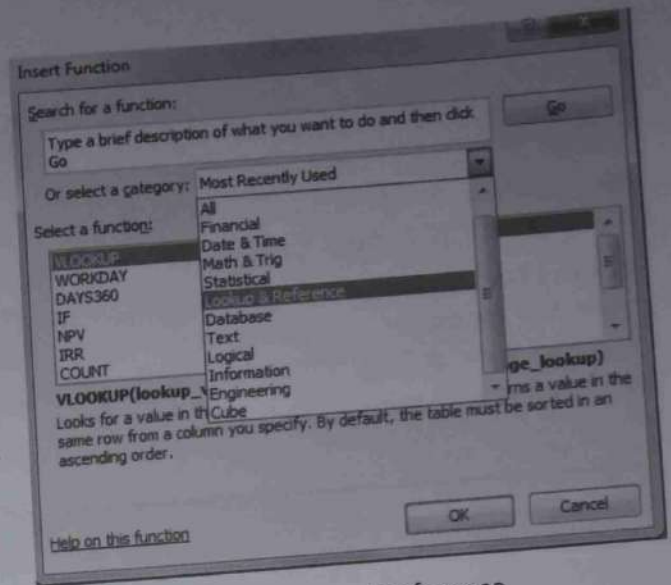 Insert Function
Search for a function:
Type a brief description of what you want to do and then click
Go
Go
Or select a category: Most Recently Used
All
Financial
Date & Time
Math & Trig
Statistical
Lookup & Reference
Database
Text
Logical
Information
Engineering
Cube
Select a function:
VLOOKUP
WORKDAY
DAYS360
IF
NPV
IRR
COUNT
VLOOKUP(lookup_ ge_lookup)
Looks for a value in th rns a value in the
same row from a column you specify. By default, the table must be sorted in an
ascending order.
Help on this function
OK
Cancel